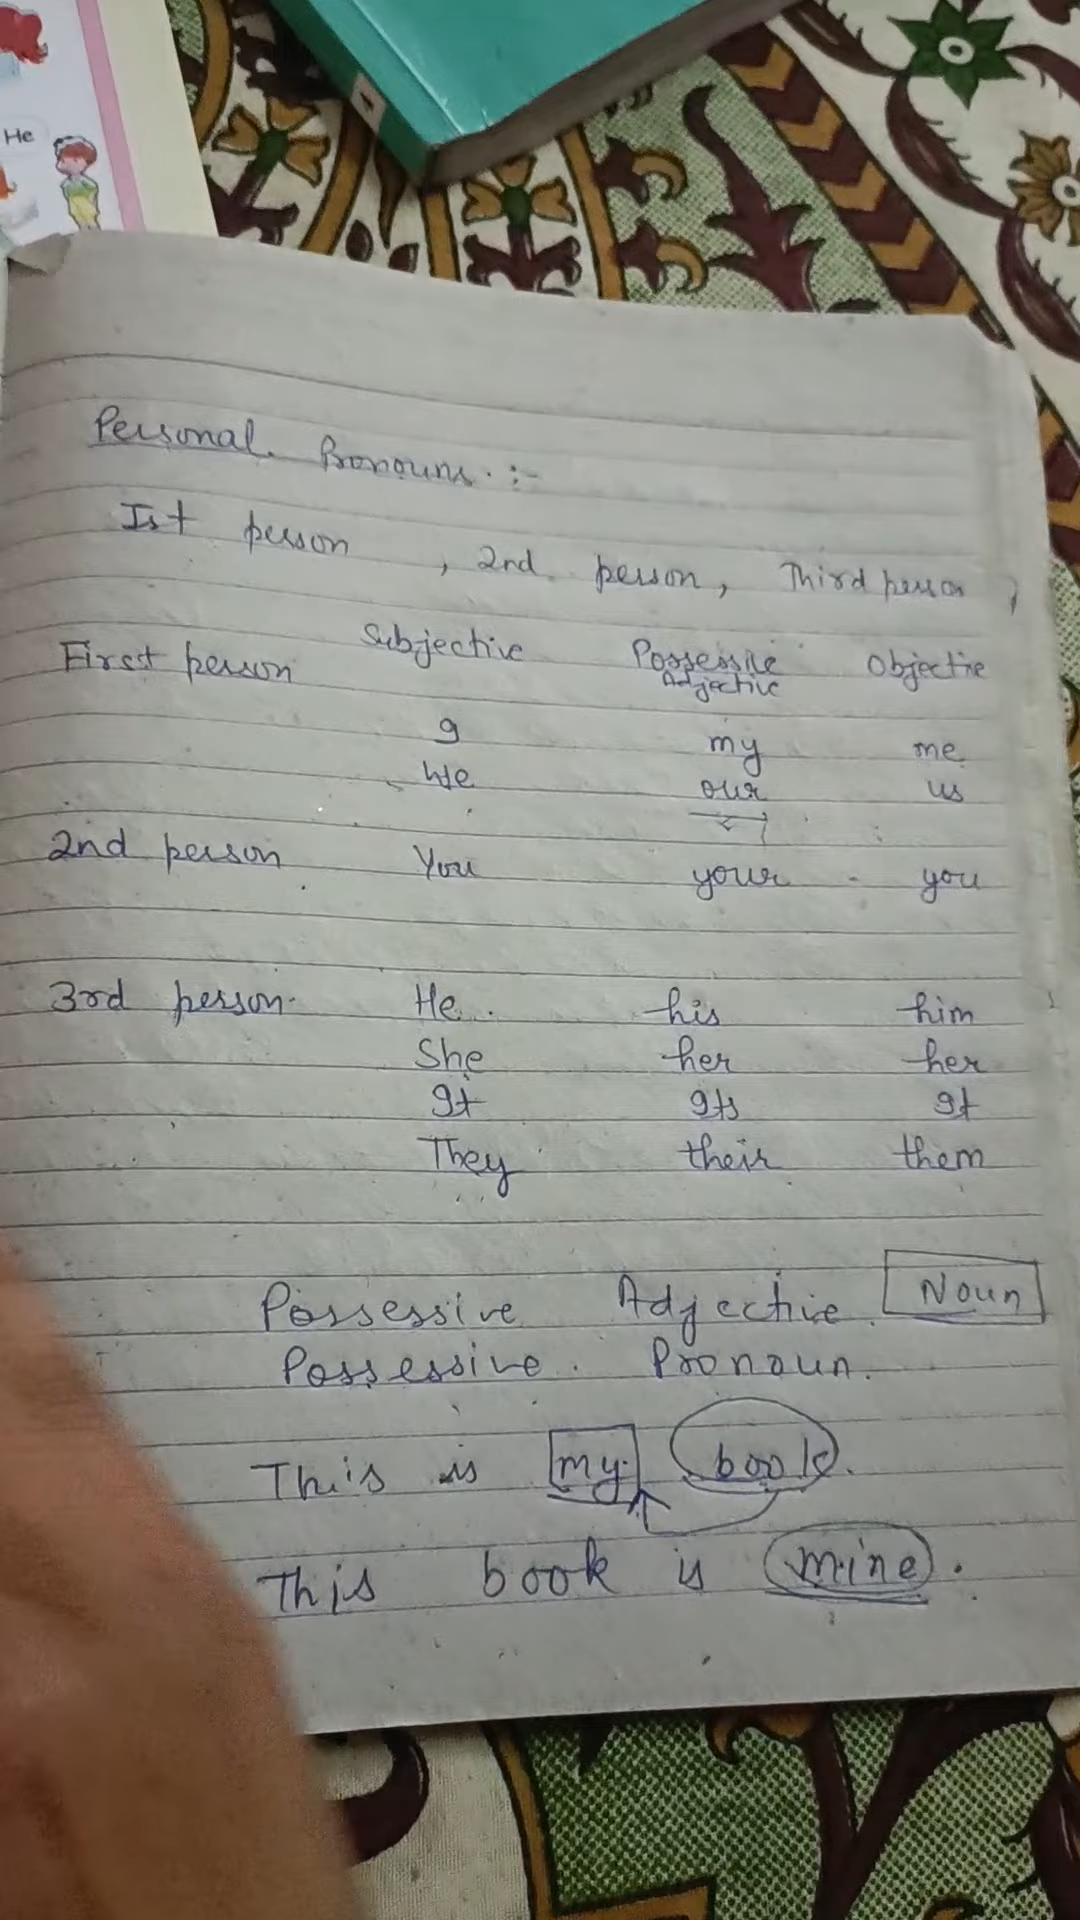 He
Personal Pronouns :-
Ist person , 2nd person, Third person
First person Subjective Possessive Adjective Objective
I my me
We our us
2nd person You your you
3rd person He his him
She her her
It Its It
They their them
Possessive Adjective Noun
Possessive Pronoun.
This is my book.
This book is mine.